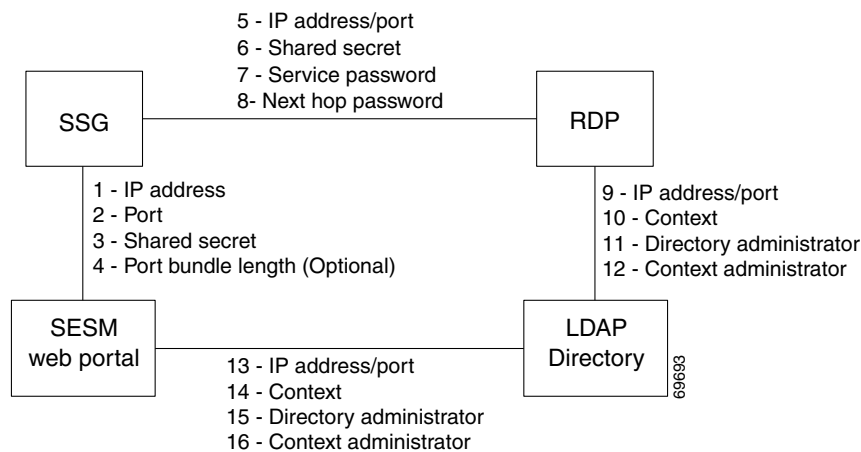 5 - IP address/port
6 - Shared secret
7 - Service password
8- Next hop password
SSG
RDP
1 - IP address
2 - Port
3 - Shared secret
4 - Port bundle length (Optional)
9 - IP address/port
10 - Context
11 - Directory administrator
12 - Context administrator
SESM
web portal
LDAP
Directory
13 - IP address/port
14 - Context
15 - Directory administrator
16 - Context administrator
69693